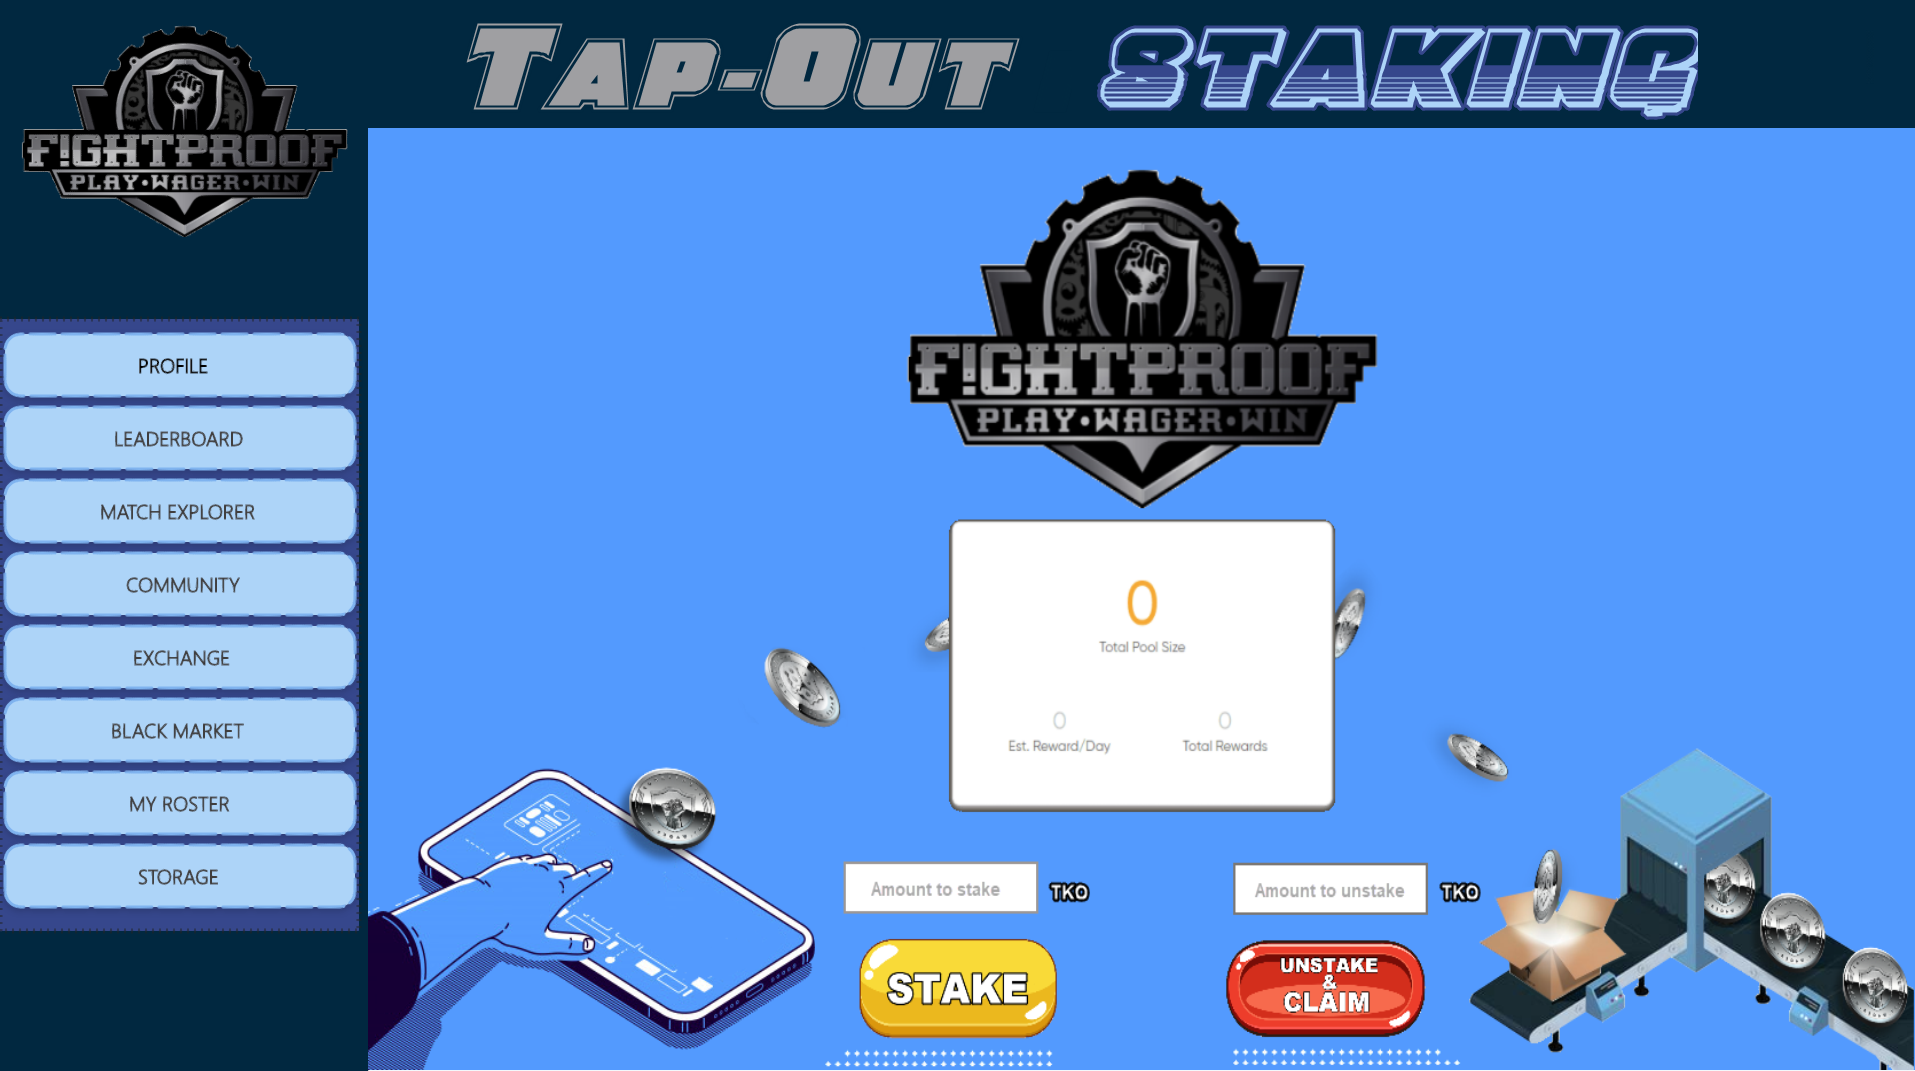 TAP-OUT STAKING
F!GHTPROOF
PLAY•WAGER•WIN
PROFILE
LEADERBOARD
MATCH EXPLORER
COMMUNITY
EXCHANGE
BLACK MARKET
MY ROSTER
STORAGE
F!GHTPROOF
PLAY•WAGER•WIN
0
Total Pool Size
0
Est. Reward/Day
0
Total Rewards
Amount to stake TKO
STAKE
Amount to unstake TKO
UNSTAKE
&
CLAIM